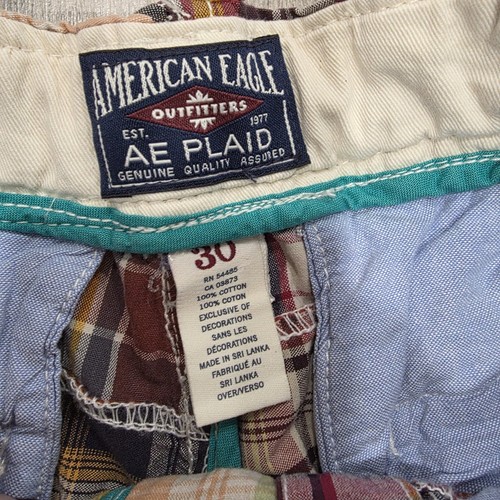 AMERICAN EAGLE
OUTFITTERS
EST. 1977
AE PLAID
GENUINE QUALITY ASSURED
30
RN 54485
CA 03873
100% COTTON
100% COTON
EXCLUSIVE OF
DECORATIONS
SANS LES
DÉCORATIONS
MADE IN SRI LANKA
FABRIQUÉ AU
SRI LANKA
OVER/VERSO